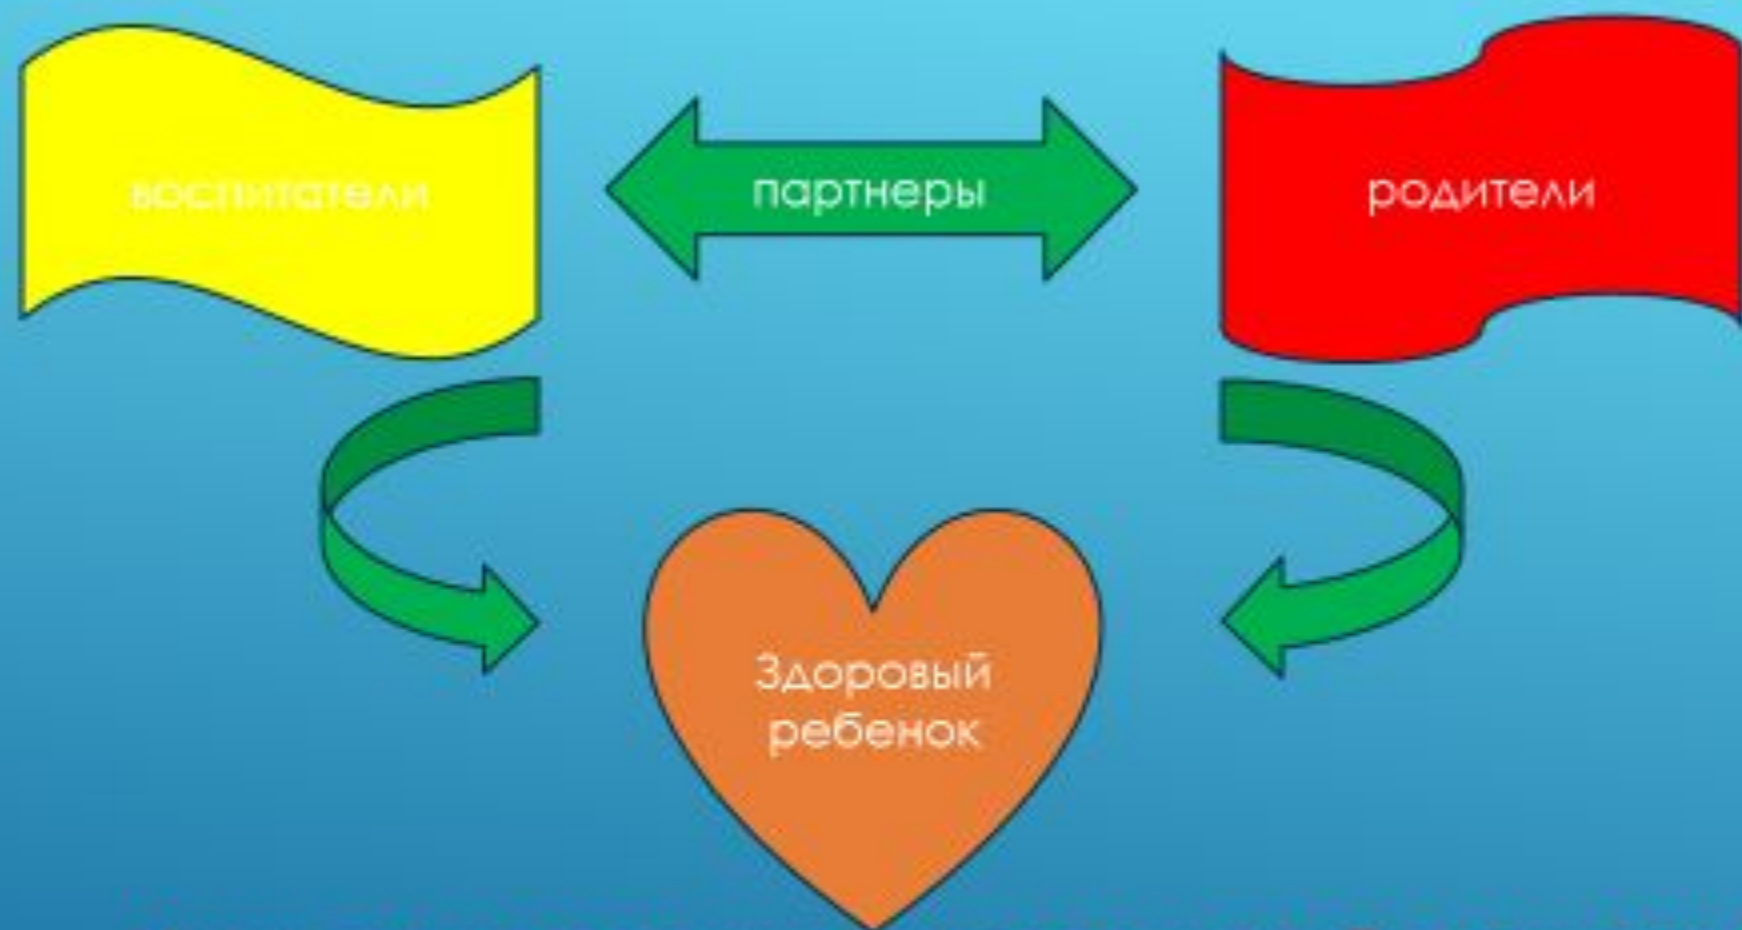 воспитатели
партнеры
родители
Здоровый
ребенок